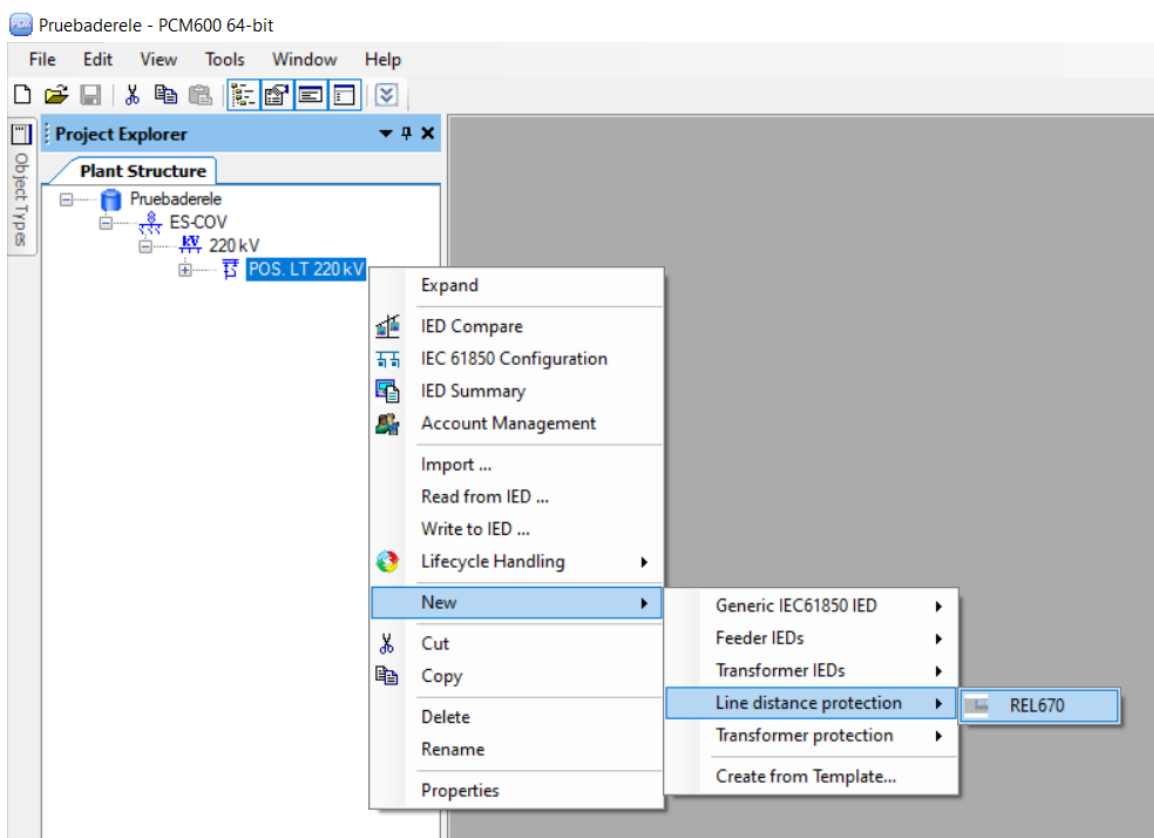 Pruebaderele - PCM600 64-bit
File Edit View Tools Window Help
Project Explorer
Object Types
Plant Structure
Pruebaderele
ES-COV
kV 220 kV
POS. LT 220 kV
Expand
IED Compare
IEC 61850 Configuration
IED Summary
Account Management
Import ...
Read from IED ...
Write to IED ...
Lifecycle Handling
New
Cut
Copy
Delete
Rename
Properties
Generic IEC61850 IED
Feeder IEDs
Transformer IEDs
Line distance protection
Transformer protection
Create from Template...
REL670